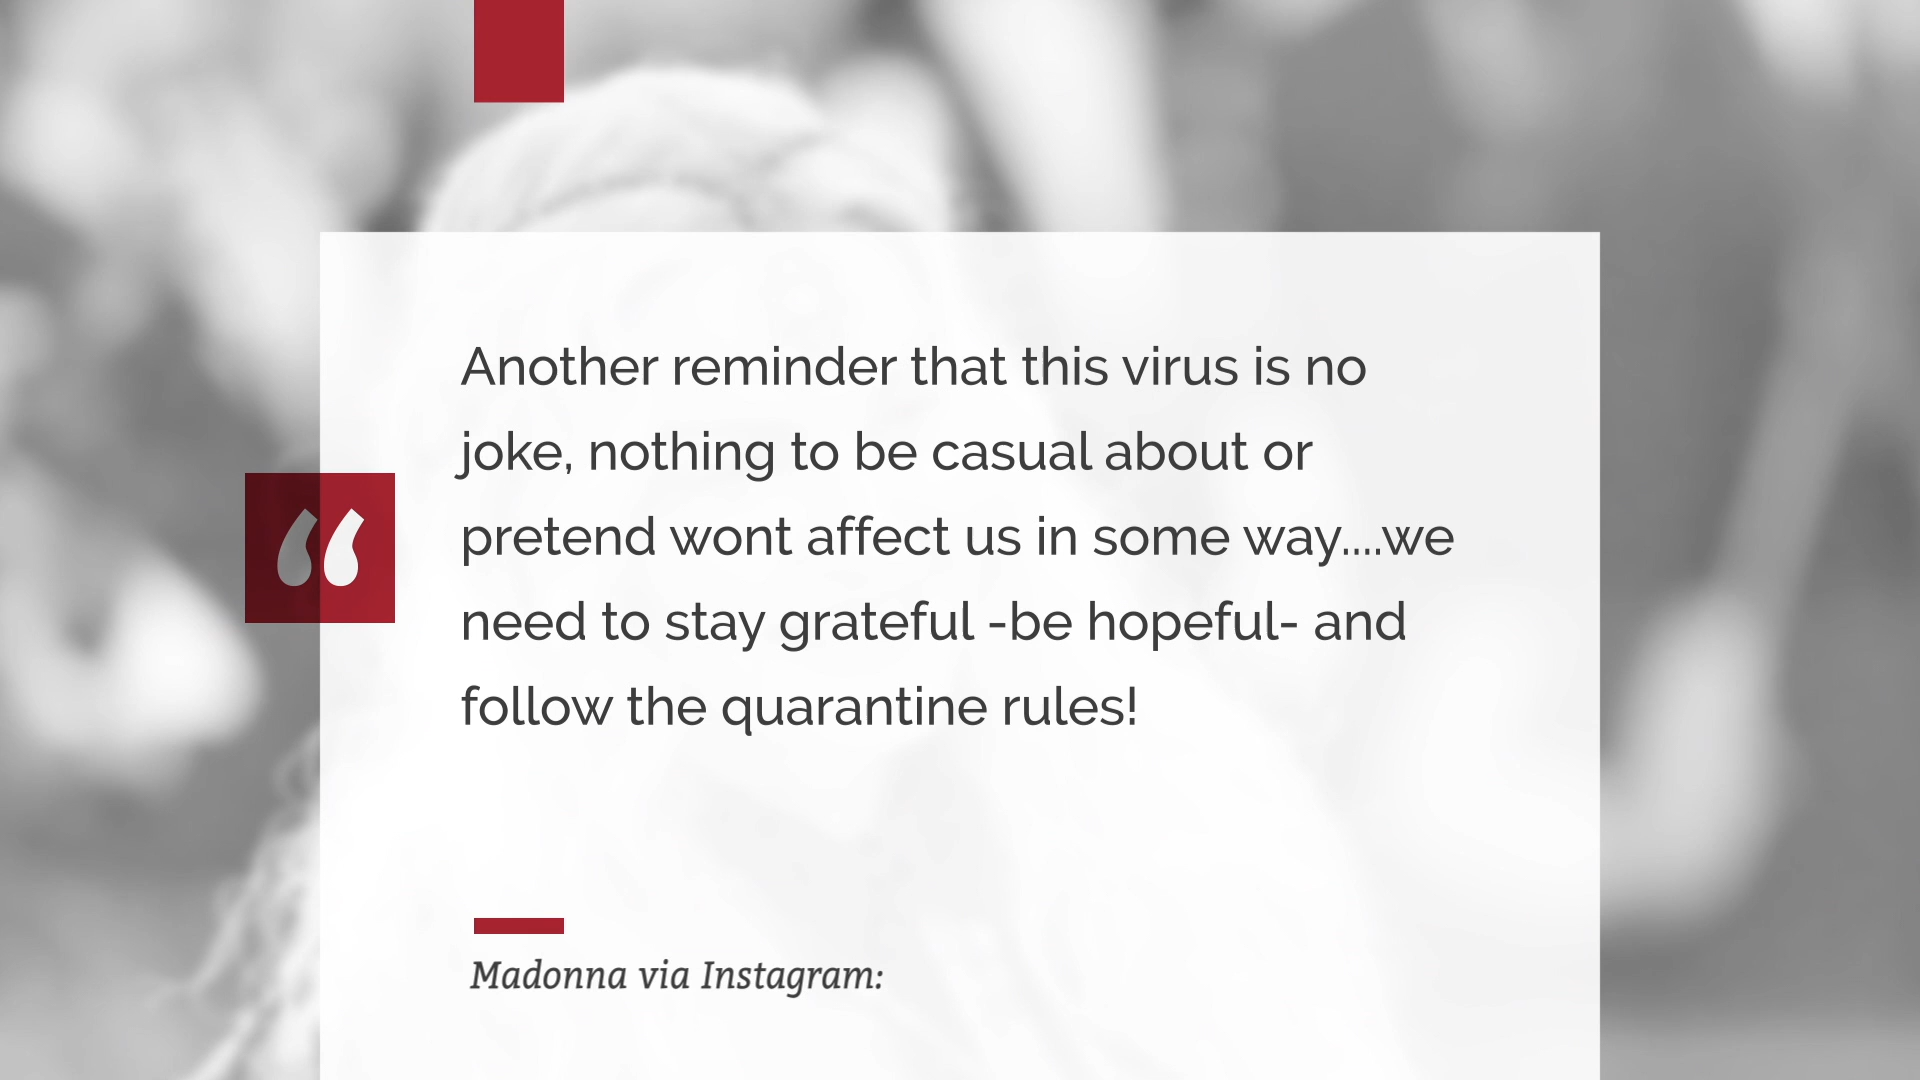 Another reminder that this virus is no
joke, nothing to be casual about or
pretend wont affect us in some way....we
need to stay grateful -be hopeful- and
follow the quarantine rules!
“
Madonna via Instagram: